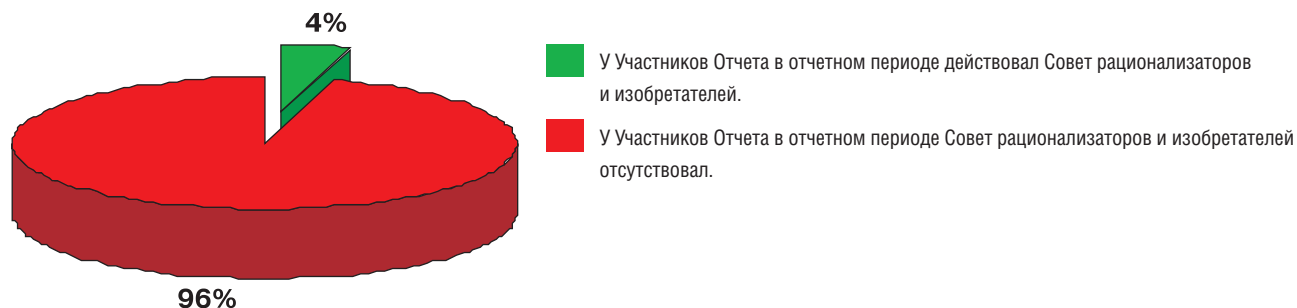 4%
У Участников Отчета в отчетном периоде действовал Совет рационализаторов
и изобретателей.
У Участников Отчета в отчетном периоде Совет рационализаторов и изобретателей
отсутствовал.
96%